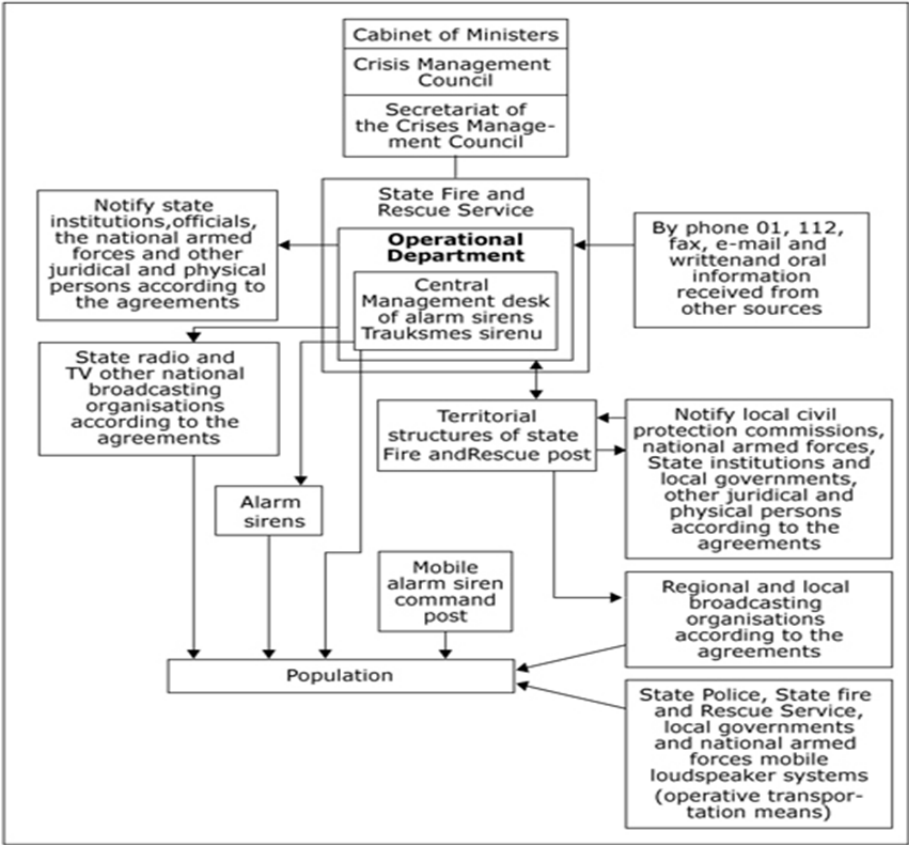 Cabinet of Ministers
Crisis Management
Council
Secretariat of
the Crises Manage-
ment Council
State Fire and
Rescue Service
Operational
Department
Central
Management desk
of alarm sirens
Trauksmes sirenu
Notify state
institutions,officials,
the national armed
forces and other
juridical and physical
persons according to
the agreements
By phone 01, 112,
fax, e-mail and
writtenand oral
information
received from
other sources
State radio and
TV other national
broadcasting
organisations
according to the
agreements
Territorial
structures of state
Fire andRescue post
Notify local civil
protection commissions,
national armed forces,
State institutions and
local governments,
other juridical and
physical persons
according to the
agreements
Alarm
sirens
Mobile
alarm siren
command
post
Regional and local
broadcasting
organisations
according to the
agreements
Population
State Police, State fire
and Rescue Service,
local governments
and national armed
forces mobile
loudspeaker systems
(operative transpor-
tation means)